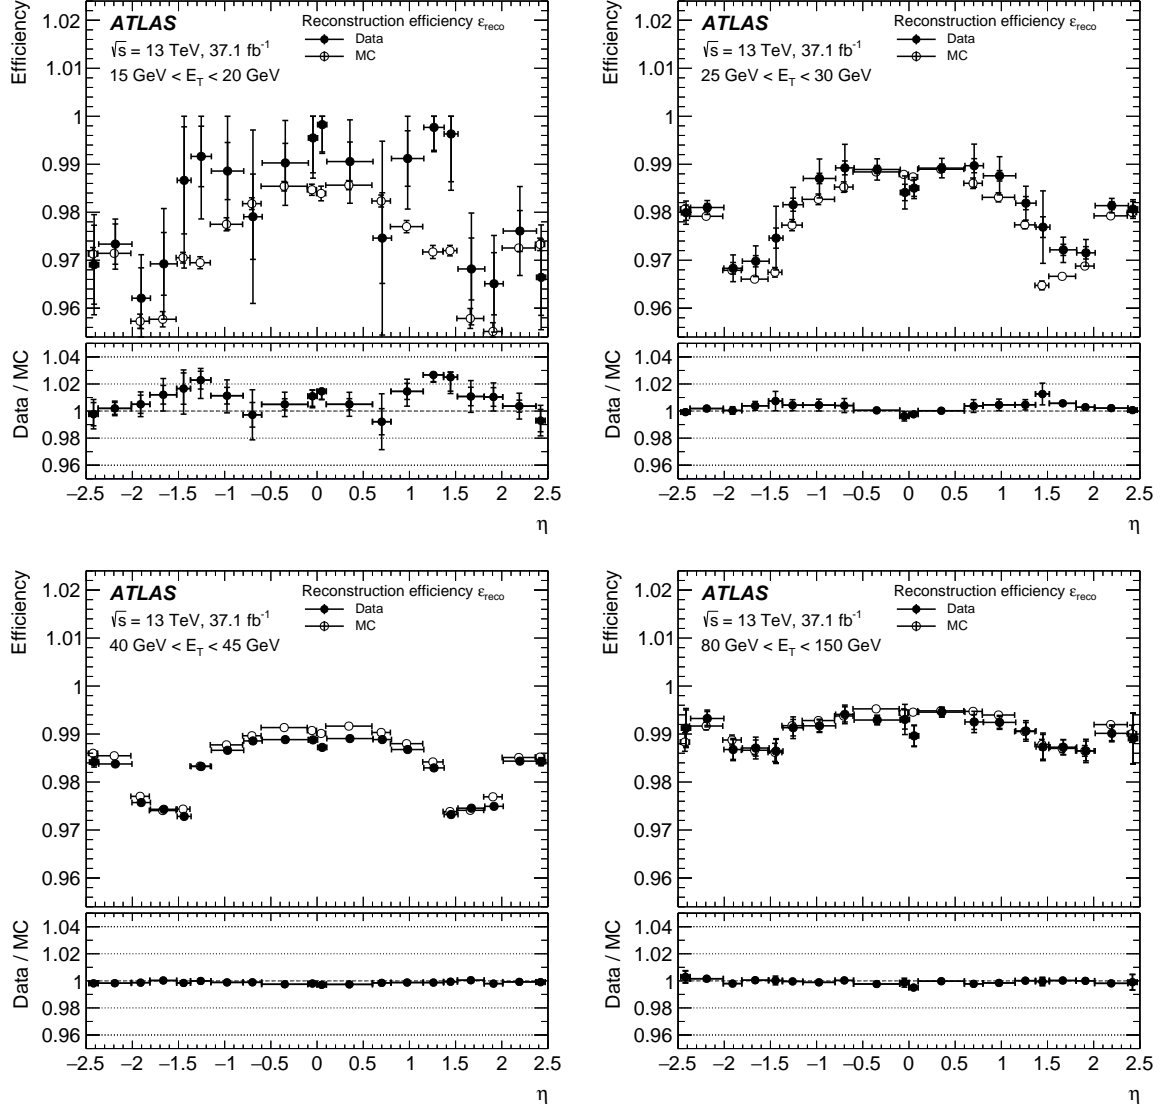 Efficiency
1.02
1.01
1
0.99
0.98
0.97
0.96
ATLAS
√s = 13 TeV, 37.1 fb⁻¹
15 GeV < E_T < 20 GeV
Reconstruction efficiency ε_reco
Data
MC
Data / MC
1.04
1.02
1
0.98
0.96
−2.5 −2 −1.5 −1 −0.5 0 0.5 1 1.5 2 2.5
η
Efficiency
1.02
1.01
1
0.99
0.98
0.97
0.96
ATLAS
√s = 13 TeV, 37.1 fb⁻¹
25 GeV < E_T < 30 GeV
Reconstruction efficiency ε_reco
Data
MC
Data / MC
1.04
1.02
1
0.98
0.96
−2.5 −2 −1.5 −1 −0.5 0 0.5 1 1.5 2 2.5
η
Efficiency
1.02
1.01
1
0.99
0.98
0.97
0.96
ATLAS
√s = 13 TeV, 37.1 fb⁻¹
40 GeV < E_T < 45 GeV
Reconstruction efficiency ε_reco
Data
MC
Data / MC
1.04
1.02
1
0.98
0.96
−2.5 −2 −1.5 −1 −0.5 0 0.5 1 1.5 2 2.5
η
Efficiency
1.02
1.01
1
0.99
0.98
0.97
0.96
ATLAS
√s = 13 TeV, 37.1 fb⁻¹
80 GeV < E_T < 150 GeV
Reconstruction efficiency ε_reco
Data
MC
Data / MC
1.04
1.02
1
0.98
0.96
−2.5 −2 −1.5 −1 −0.5 0 0.5 1 1.5 2 2.5
η